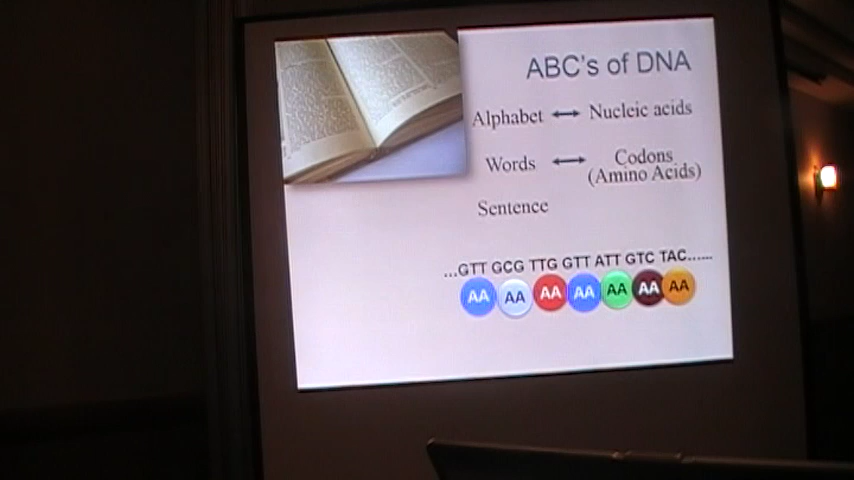 ABC's of DNA
Alphabet ↔ Nucleic acids
Words ↔ Codons
(Amino Acids)
Sentence
...GTT GCG TTG GTT ATT GTC TAC......
AA AA AA AA AA AA AA